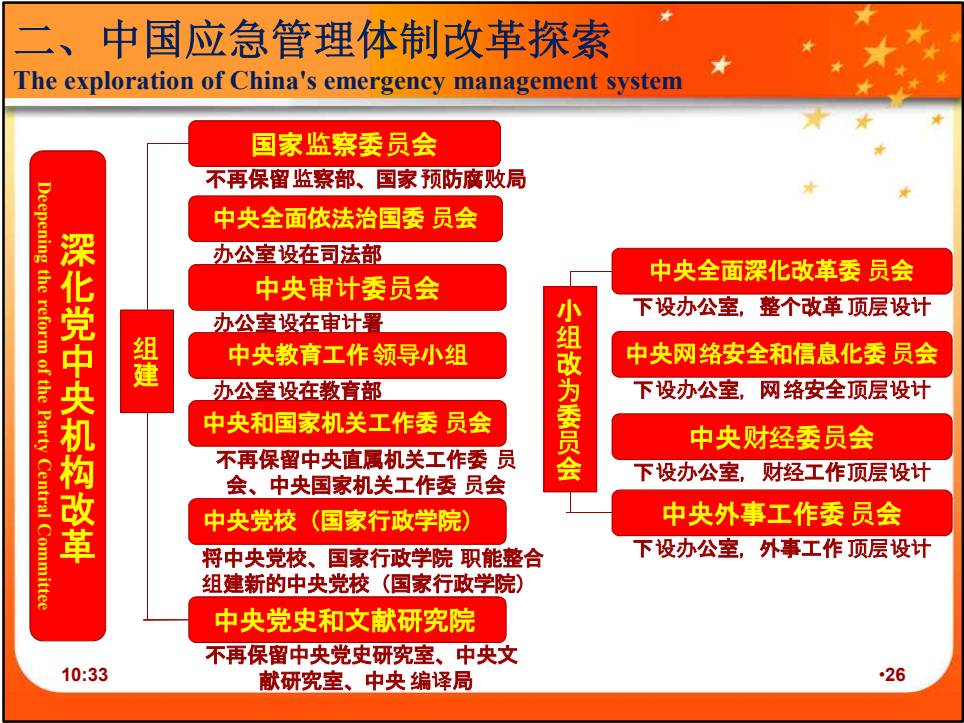 二、中国应急管理体制改革探索
The exploration of China's emergency management system
深化党中央机构改革
Deepening the reform of the Party Central Committee
组建
国家监察委员会
不再保留监察部、国家预防腐败局
中央全面依法治国委员会
办公室设在司法部
中央审计委员会
办公室设在审计署
中央教育工作领导小组
办公室设在教育部
中央和国家机关工作委员会
不再保留中央直属机关工作委员
会、中央国家机关工作委员会
中央党校（国家行政学院）
将中央党校、国家行政学院职能整合
组建新的中央党校（国家行政学院）
中央党史和文献研究院
不再保留中央党史研究室、中央文
献研究室、中央编译局
小组改为委员会
中央全面深化改革委员会
下设办公室，整个改革顶层设计
中央网络安全和信息化委员会
下设办公室，网络安全顶层设计
中央财经委员会
下设办公室，财经工作顶层设计
中央外事工作委员会
下设办公室，外事工作顶层设计
10:33
•26